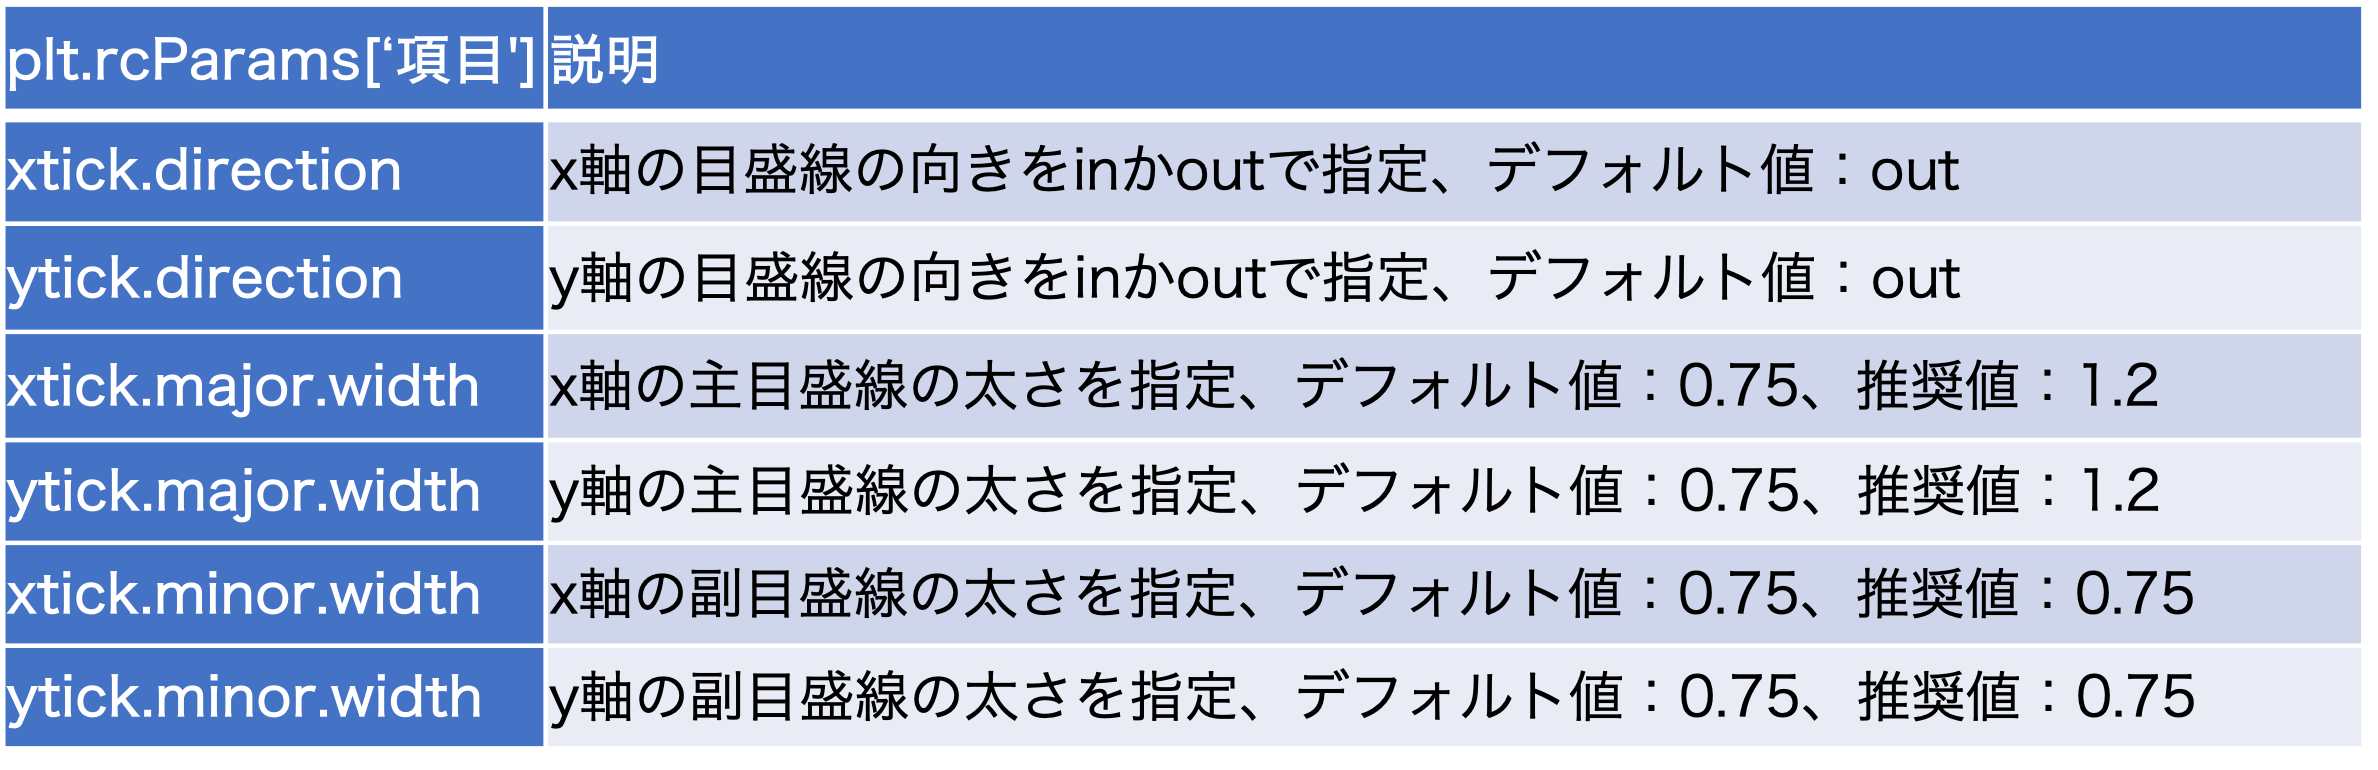 plt.rcParams[‘項目'] 説明
xtick.direction x軸の目盛線の向きをinかoutで指定、デフォルト値：out
ytick.direction y軸の目盛線の向きをinかoutで指定、デフォルト値：out
xtick.major.width x軸の主目盛線の太さを指定、デフォルト値：0.75、推奨値：1.2
ytick.major.width y軸の主目盛線の太さを指定、デフォルト値：0.75、推奨値：1.2
xtick.minor.width x軸の副目盛線の太さを指定、デフォルト値：0.75、推奨値：0.75
ytick.minor.width y軸の副目盛線の太さを指定、デフォルト値：0.75、推奨値：0.75